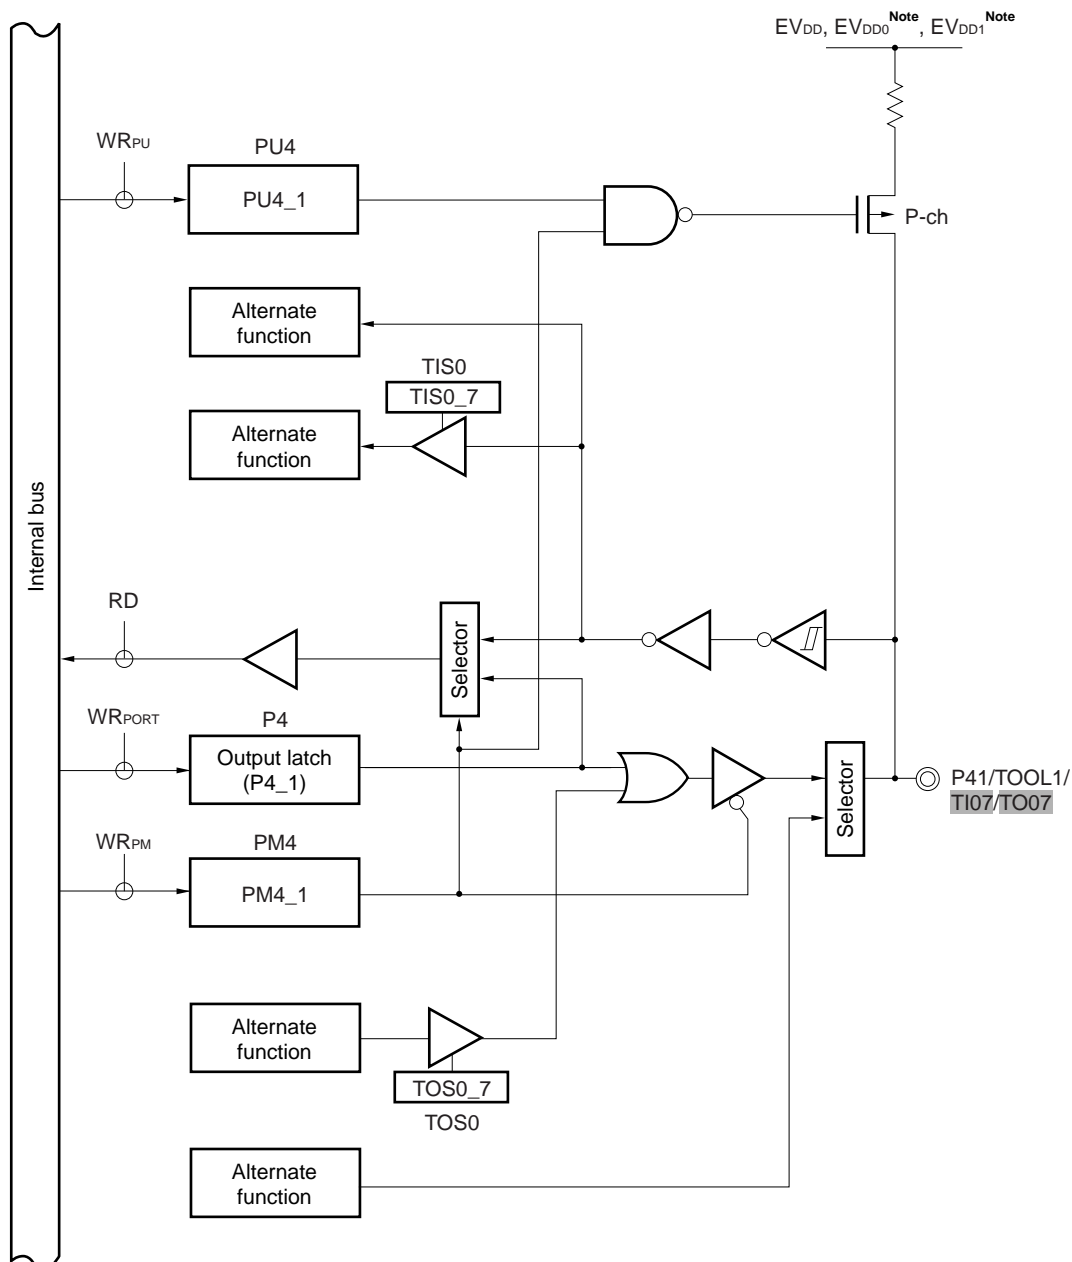 EVDD, EVDD0Note, EVDD1Note
WRPU
PU4
PU4_1
P-ch
Alternate
function
TIS0
TIS0_7
Alternate
function
Internal bus
RD
Selector
WRPORT
P4
Output latch
(P4_1)
Selector
P41/TOOL1/
TI07/TO07
WRPM
PM4
PM4_1
Alternate
function
TOS0_7
TOS0
Alternate
function